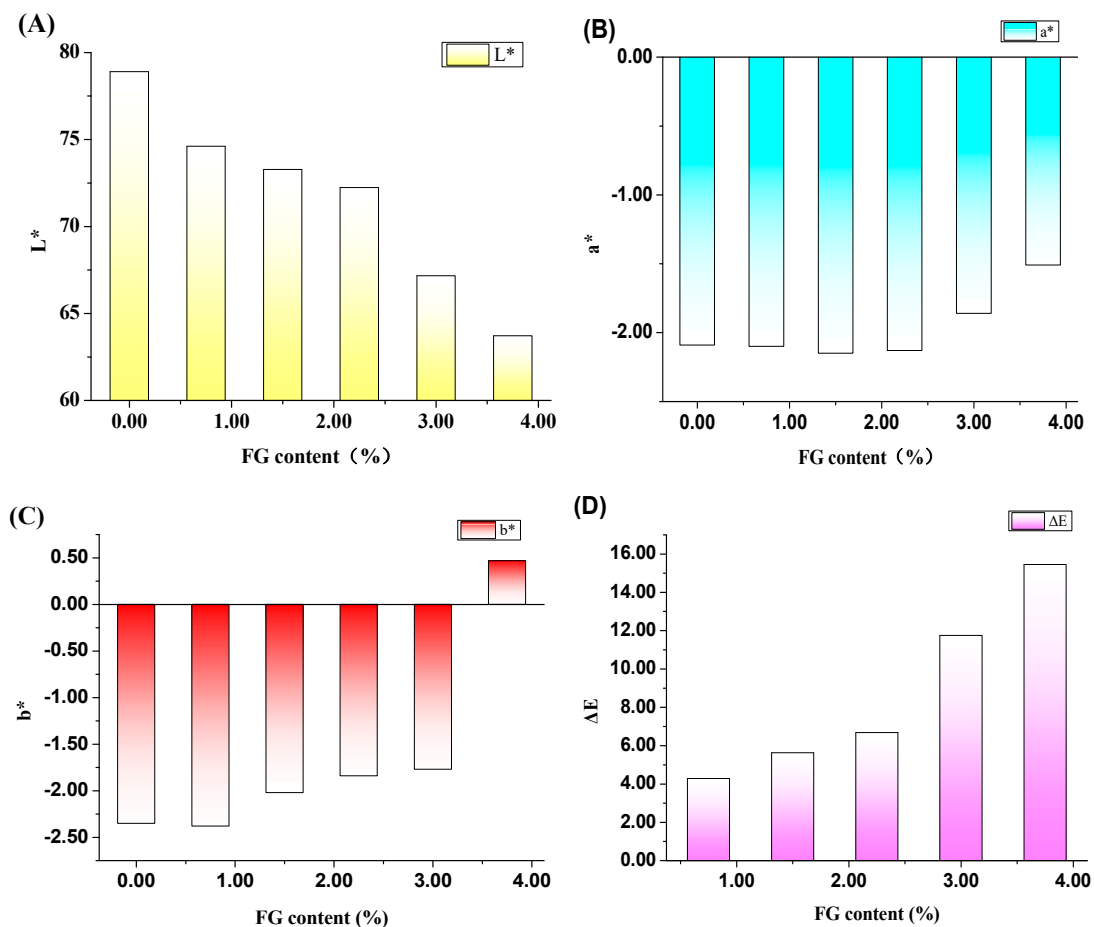 (A)
L*
80
75
70
65
60
L*
0.00 1.00 2.00 3.00 4.00
FG content（%）
(B)
a*
0.00
-1.00
-2.00
a*
0.00 1.00 2.00 3.00 4.00
FG content（%）
(C)
b*
0.50
0.00
-0.50
-1.00
-1.50
-2.00
-2.50
b*
0.00 1.00 2.00 3.00 4.00
FG content (%)
(D)
ΔE
16.00
14.00
12.00
10.00
8.00
6.00
4.00
2.00
0.00
ΔE
1.00 2.00 3.00 4.00
FG content (%)